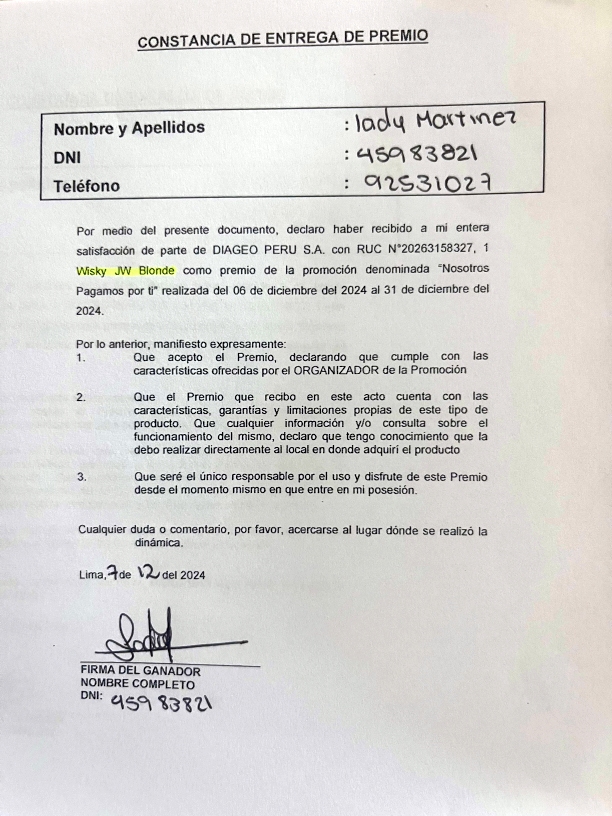 CONSTANCIA DE ENTREGA DE PREMIO
Nombre y Apellidos : lady Martinez
DNI : 45983821
Teléfono : 92531027
Por medio del presente documento, declaro haber recibido a mi entera
satisfacción de parte de DIAGEO PERU S.A. con RUC N°20263158327, 1
Wisky JW Blonde como premio de la promoción denominada "Nosotros
Pagamos por ti" realizada del 06 de diciembre del 2024 al 31 de diciembre del
2024.
Por lo anterior, manifiesto expresamente:
1. Que acepto el Premio, declarando que cumple con las
características ofrecidas por el ORGANIZADOR de la Promoción
2. Que el Premio que recibo en este acto cuenta con las
características, garantías y limitaciones propias de este tipo de
producto. Que cualquier información y/o consulta sobre el
funcionamiento del mismo, declaro que tengo conocimiento que la
debo realizar directamente al local en donde adquirí el producto
3. Que seré el único responsable por el uso y disfrute de este Premio
desde el momento mismo en que entre en mi posesión.
Cualquier duda o comentario, por favor, acercarse al lugar dónde se realizó la
dinámica.
Lima, 7 de 12 del 2024
FIRMA DEL GANADOR
NOMBRE COMPLETO
DNI: 45983821